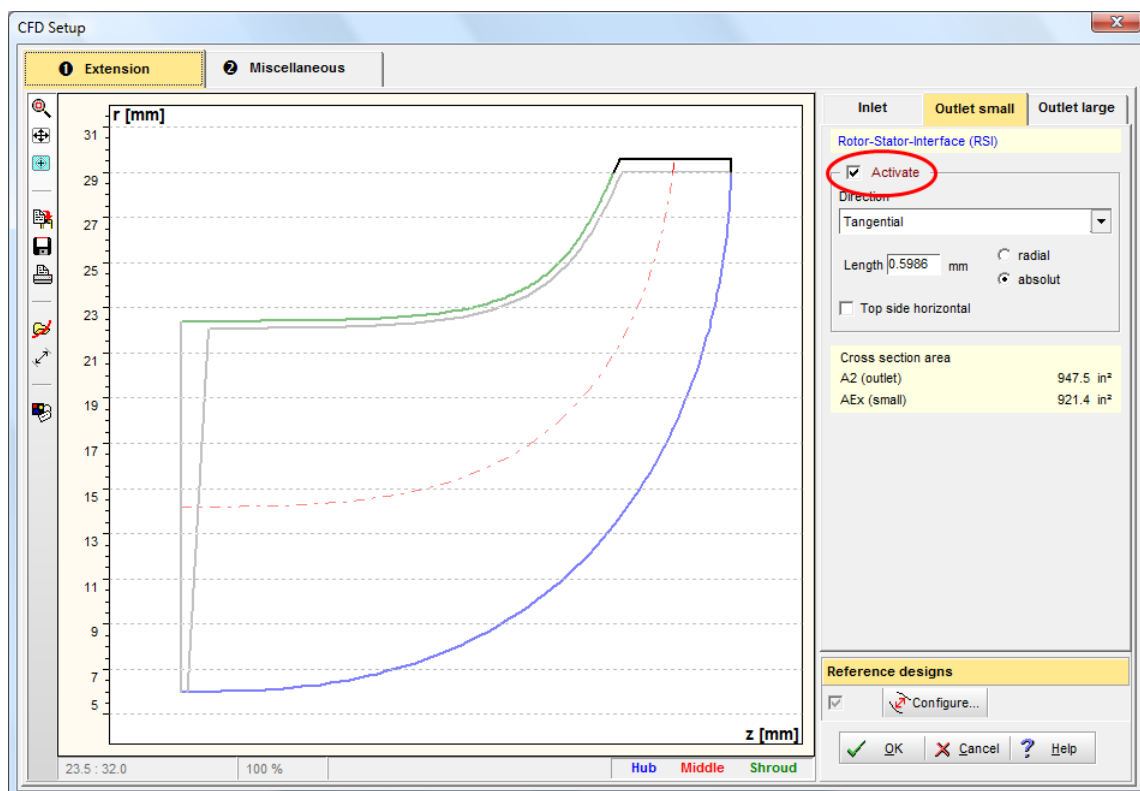 CFD Setup
❶ Extension
❷ Miscellaneous
r [mm]
31
29
27
25
23
21
19
17
15
13
11
9
7
5
z [mm]
23.5 : 32.0
100 %
Hub Middle Shroud
Inlet Outlet small Outlet large
Rotor-Stator-Interface (RSI)
Activate
Direction
Tangential
Length 0.5986 mm
radial
absolut
Top side horizontal
Cross section area
A2 (outlet) 947.5 in²
AEx (small) 921.4 in²
Reference designs
Configure...
OK Cancel Help